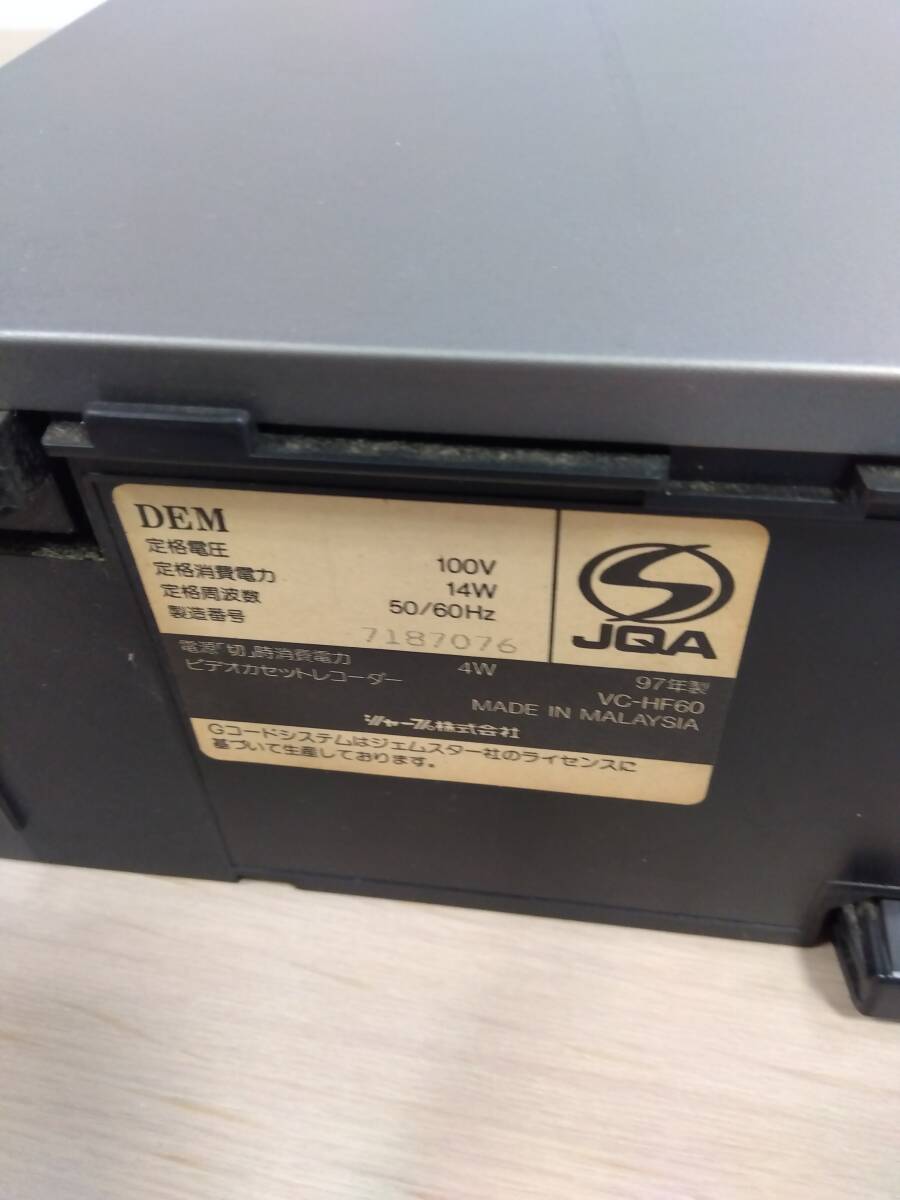 DEM
定格電圧 100V
定格消費電力 14W
定格周波数 50/60Hz
製造番号 7187076
JQA
電源「切」時消費電力 4W
ビデオカセットレコーダー
97年製
VC-HF60
MADE IN MALAYSIA
シャープ株式会社
Gコードシステムはジェムスター社のライセンスに
基づいて生産しております。